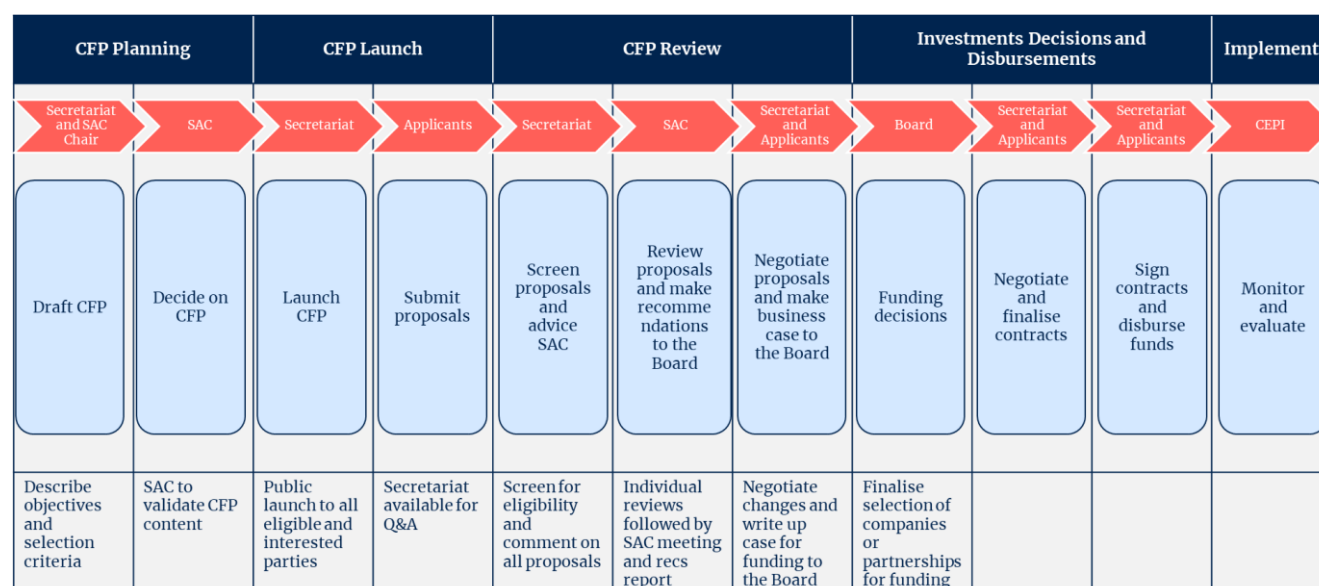 CFP Planning
CFP Launch
CFP Review
Investments Decisions and
Disbursements
Implement
Secretariat
and SAC
Chair
SAC
Secretariat
Applicants
Secretariat
SAC
Secretariat
and
Applicants
Board
Secretariat
and
Applicants
Secretariat
and
Applicants
CEPI
Draft CFP
Decide on
CFP
Launch
CFP
Submit
proposals
Screen
proposals
and
advice
SAC
Review
proposals
and make
recomme
ndations
to the
Board
Negotiate
proposals
and make
business
case to
the Board
Funding
decisions
Negotiate
and
finalise
contracts
Sign
contracts
and
disburse
funds
Monitor
and
evaluate
Describe
objectives
and
selection
criteria
SAC to
validate CFP
content
Public
launch to all
eligible and
interested
parties
Secretariat
available for
Q&A
Screen for
eligibility
and
comment on
all proposals
Individual
reviews
followed by
SAC meeting
and recs
report
Negotiate
changes and
write up
case for
funding to
the Board
Finalise
selection of
companies
or
partnerships
for funding